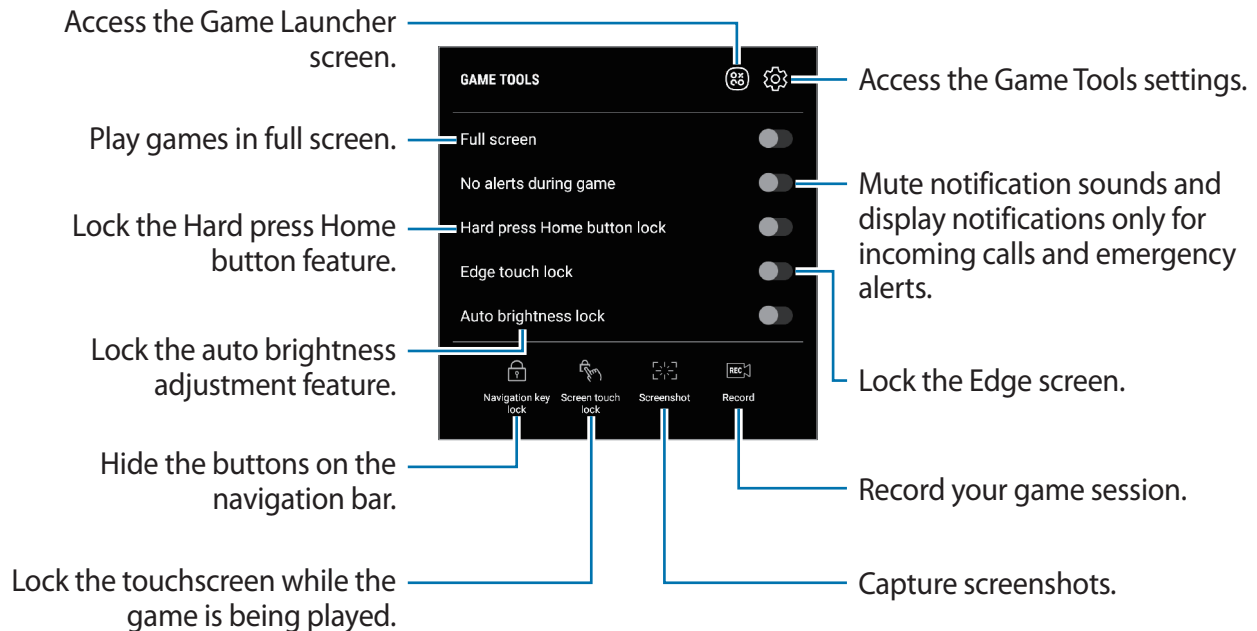 Access the Game Launcher
screen.
GAME TOOLS
Access the Game Tools settings.
Play games in full screen.
Full screen
No alerts during game
Mute notification sounds and
display notifications only for
incoming calls and emergency
alerts.
Lock the Hard press Home
button feature.
Hard press Home button lock
Edge touch lock
Auto brightness lock
Lock the auto brightness
adjustment feature.
Lock the Edge screen.
REC
Navigation key
lock
Screen touch
lock
Screenshot
Record
Hide the buttons on the
navigation bar.
Record your game session.
Lock the touchscreen while the
game is being played.
Capture screenshots.